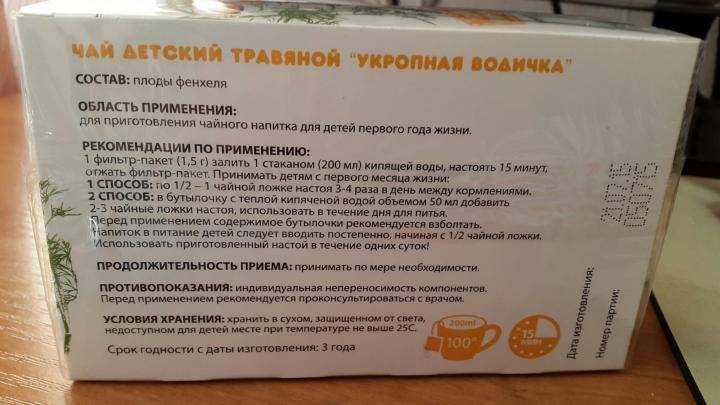 ЧАЙ ДЕТСКИЙ ТРАВЯНОЙ "УКРОПНАЯ ВОДИЧКА"
СОСТАВ: плоды фенхеля
ОБЛАСТЬ ПРИМЕНЕНИЯ:
для приготовления чайного напитка для детей первого года жизни.
РЕКОМЕНДАЦИИ ПО ПРИМЕНЕНИЮ:
1 фильтр-пакет (1,5 г) залить 1 стаканом (200 мл) кипящей воды, настоять 15 минут,
отжать фильтр-пакет. Принимать детям с первого месяца жизни:
1 СПОСОБ: по 1/2 – 1 чайной ложке настоя 3-4 раза в день между кормлениями.
2 СПОСОБ: в бутылочку с теплой кипяченой водой объемом 50 мл добавить
2-3 чайные ложки настоя, использовать в течение дня для питья.
Перед применением содержимое бутылочки рекомендуется взболтать.
Напиток в питание детей следует вводить постепенно, начиная с 1/2 чайной ложки.
Использовать приготовленный настой в течение одних суток!
ПРОДОЛЖИТЕЛЬНОСТЬ ПРИЕМА: принимать по мере необходимости.
ПРОТИВОПОКАЗАНИЯ: индивидуальная непереносимость компонентов.
Перед применением рекомендуется проконсультироваться с врачом.
УСЛОВИЯ ХРАНЕНИЯ: хранить в сухом, защищенном от света,
недоступном для детей месте при температуре не выше 25С.
Срок годности с даты изготовления: 3 года
200ml
100°
15
мин
Дата изготовления:
Номер партии: